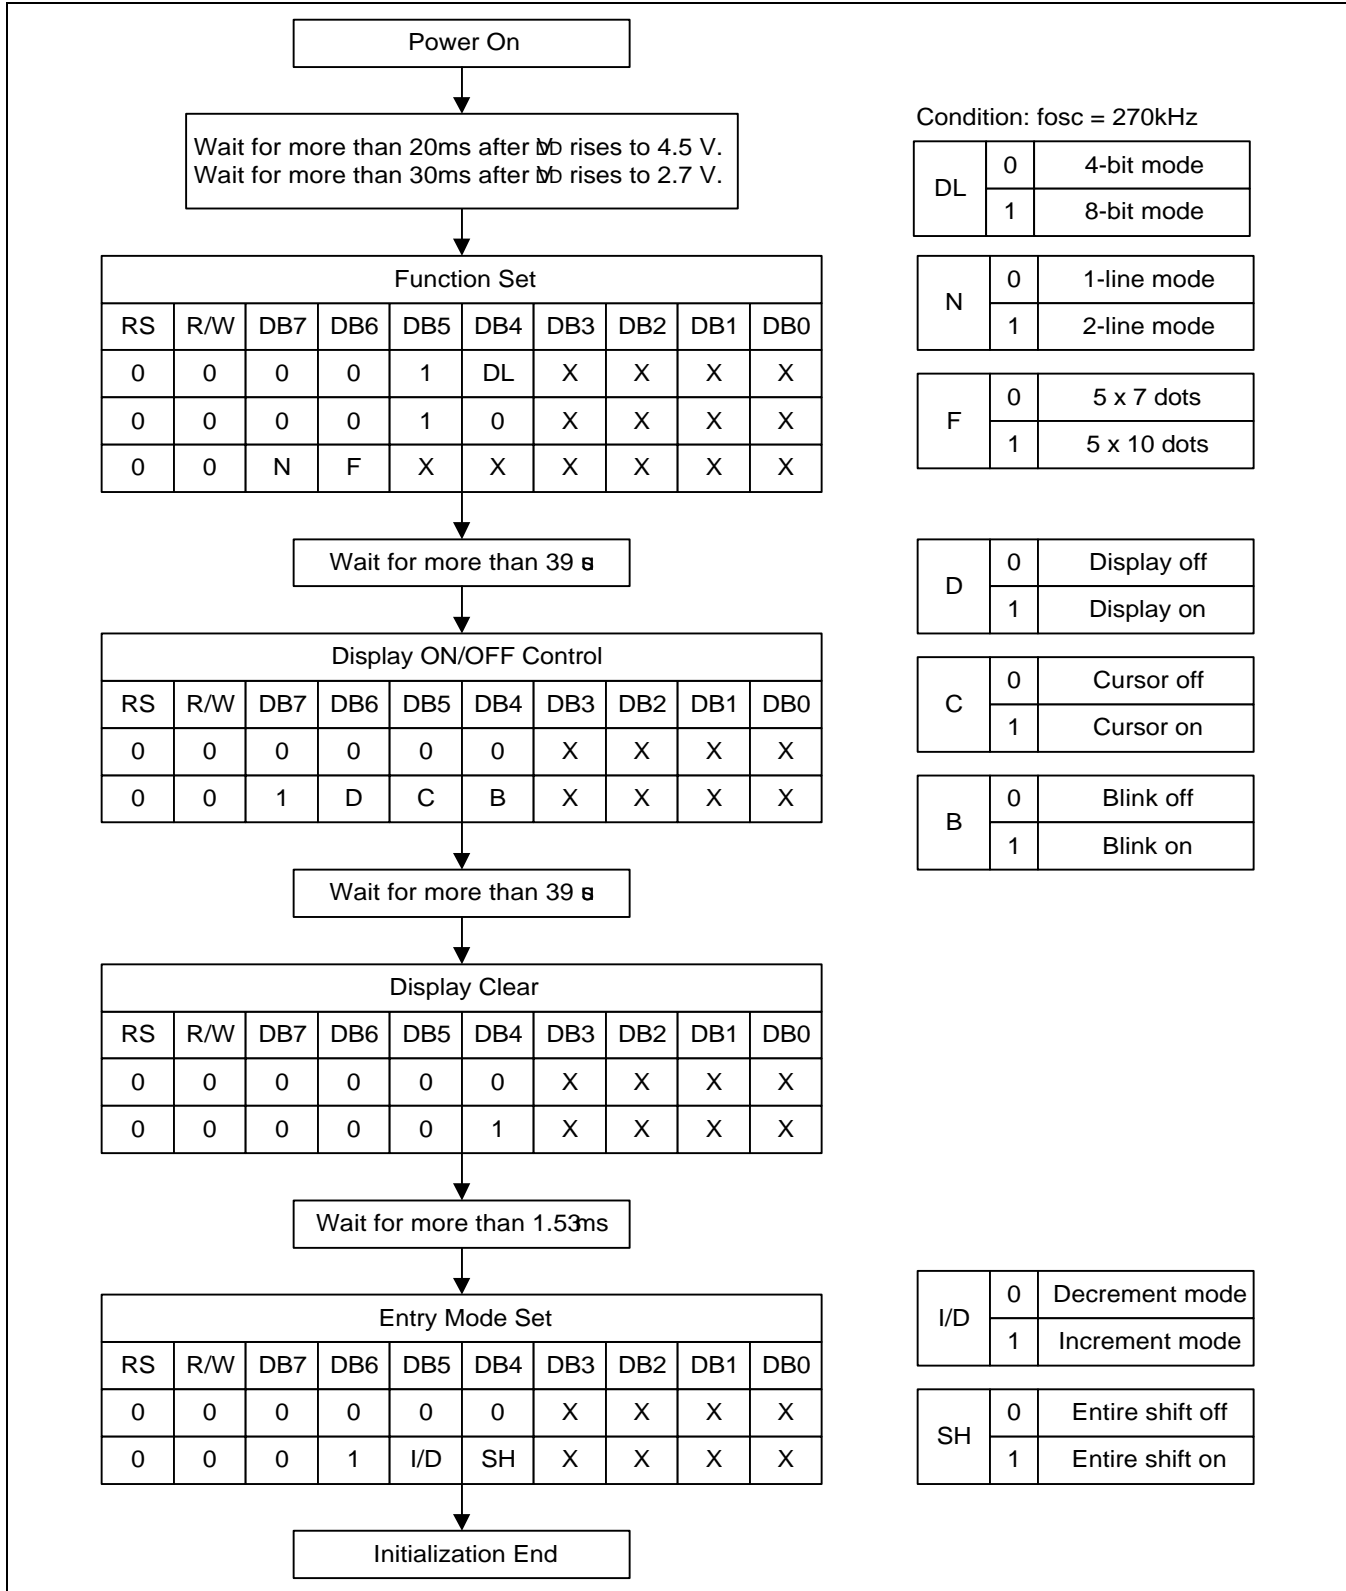 Power On
Wait for more than 20ms after VDD rises to 4.5 V.
Wait for more than 30ms after VDD rises to 2.7 V.
Condition: fosc = 270kHz
DL 0 4-bit mode
1 8-bit mode
Function Set
RS R/W DB7 DB6 DB5 DB4 DB3 DB2 DB1 DB0
0 0 0 0 1 DL X X X X
0 0 0 0 1 0 X X X X
0 0 N F X X X X X X
N 0 1-line mode
1 2-line mode
F 0 5 x 7 dots
1 5 x 10 dots
Wait for more than 39
Display ON/OFF Control
RS R/W DB7 DB6 DB5 DB4 DB3 DB2 DB1 DB0
0 0 0 0 0 0 X X X X
0 0 1 D C B X X X X
D 0 Display off
1 Display on
C 0 Cursor off
1 Cursor on
B 0 Blink off
1 Blink on
Wait for more than 39
Display Clear
RS R/W DB7 DB6 DB5 DB4 DB3 DB2 DB1 DB0
0 0 0 0 0 0 X X X X
0 0 0 0 0 1 X X X X
Wait for more than 1.53ms
Entry Mode Set
RS R/W DB7 DB6 DB5 DB4 DB3 DB2 DB1 DB0
0 0 0 0 0 0 X X X X
0 0 0 1 I/D SH X X X X
I/D 0 Decrement mode
1 Increment mode
SH 0 Entire shift off
1 Entire shift on
Initialization End